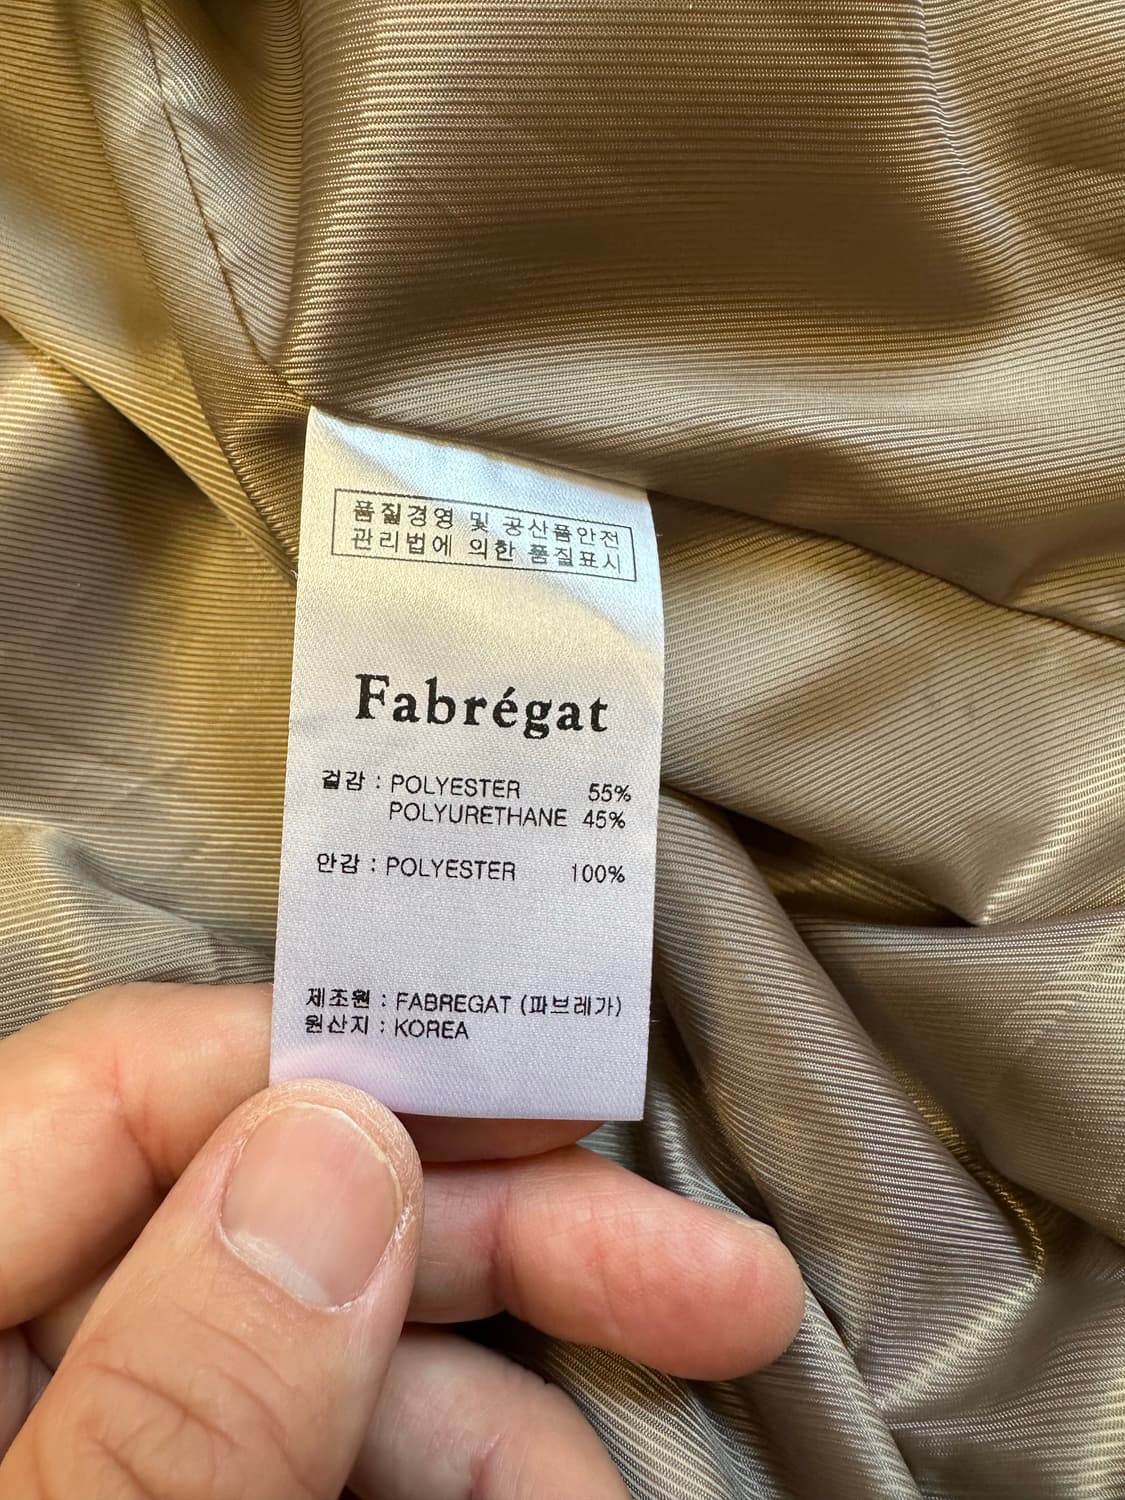 품질경영 및 공산품안전
관리법에 의한 품질표시
Fabrégat
겉감 : POLYESTER 55%
POLYURETHANE 45%
안감 : POLYESTER 100%
제조원 : FABREGAT (파브레가)
원산지 : KOREA